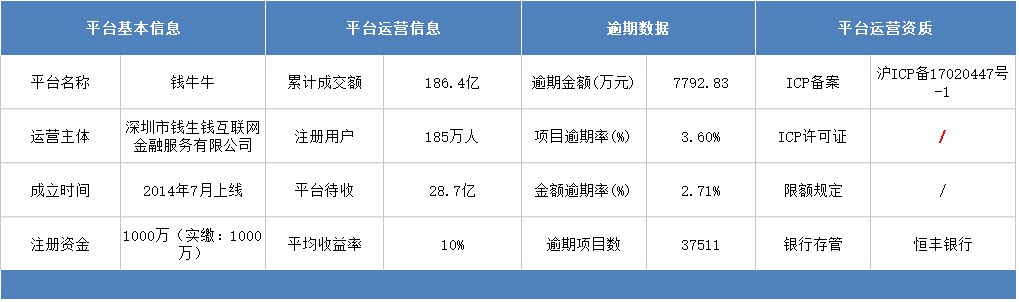 平台基本信息 平台运营信息 逾期数据 平台运营资质
平台名称 钱牛牛 累计成交额 186.4亿 逾期金额(万元) 7792.83 ICP备案 沪ICP备17020447号
-1
运营主体 深圳市钱生钱互联网
金融服务有限公司 注册用户 185万人 项目逾期率(%) 3.60% ICP许可证 /
成立时间 2014年7月上线 平台待收 28.7亿 金额逾期率(%) 2.71% 限额规定 /
注册资金 1000万（实缴：1000
万） 平均收益率 10% 逾期项目数 37511 银行存管 恒丰银行